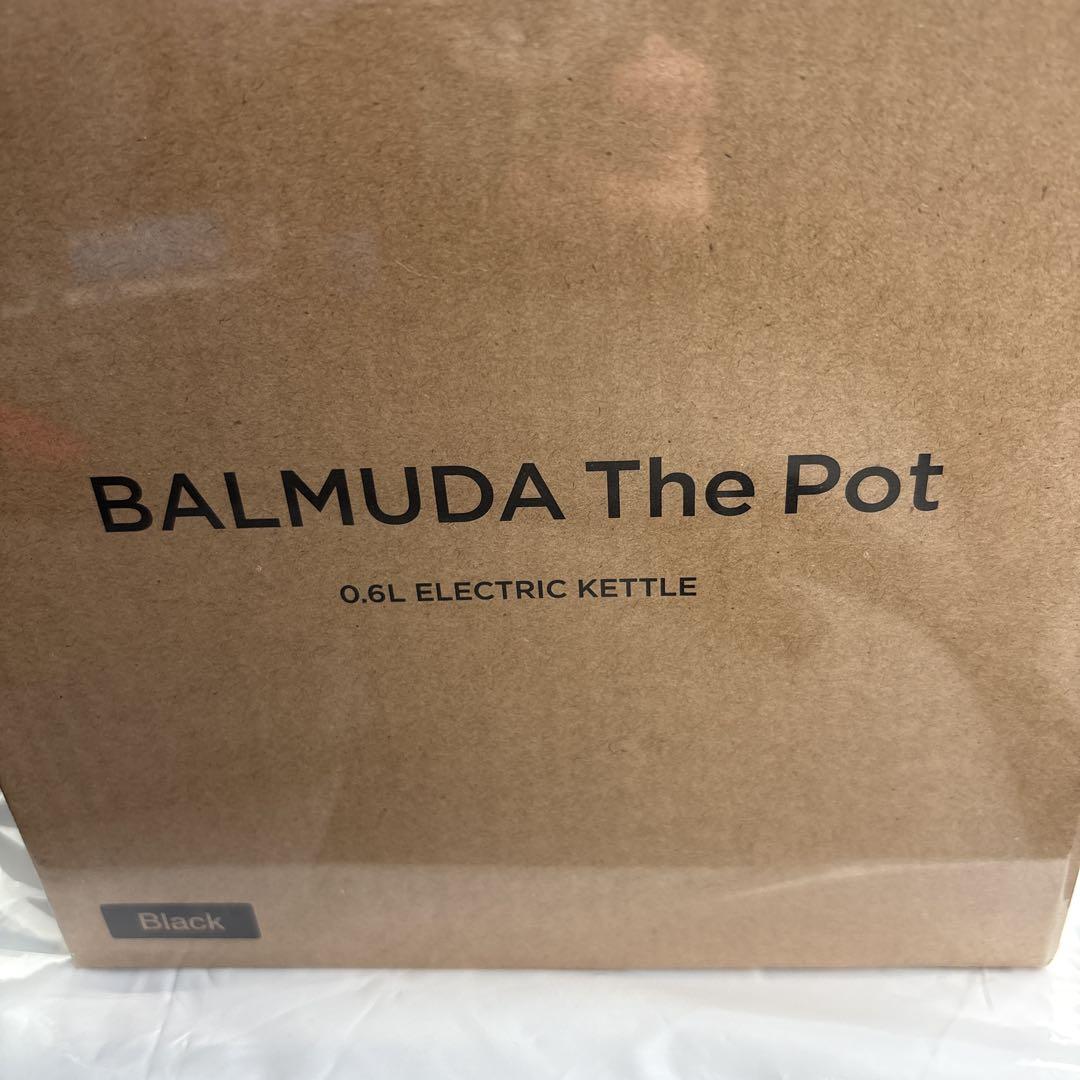 BALMUDA The Pot
0.6L ELECTRIC KETTLE
Black